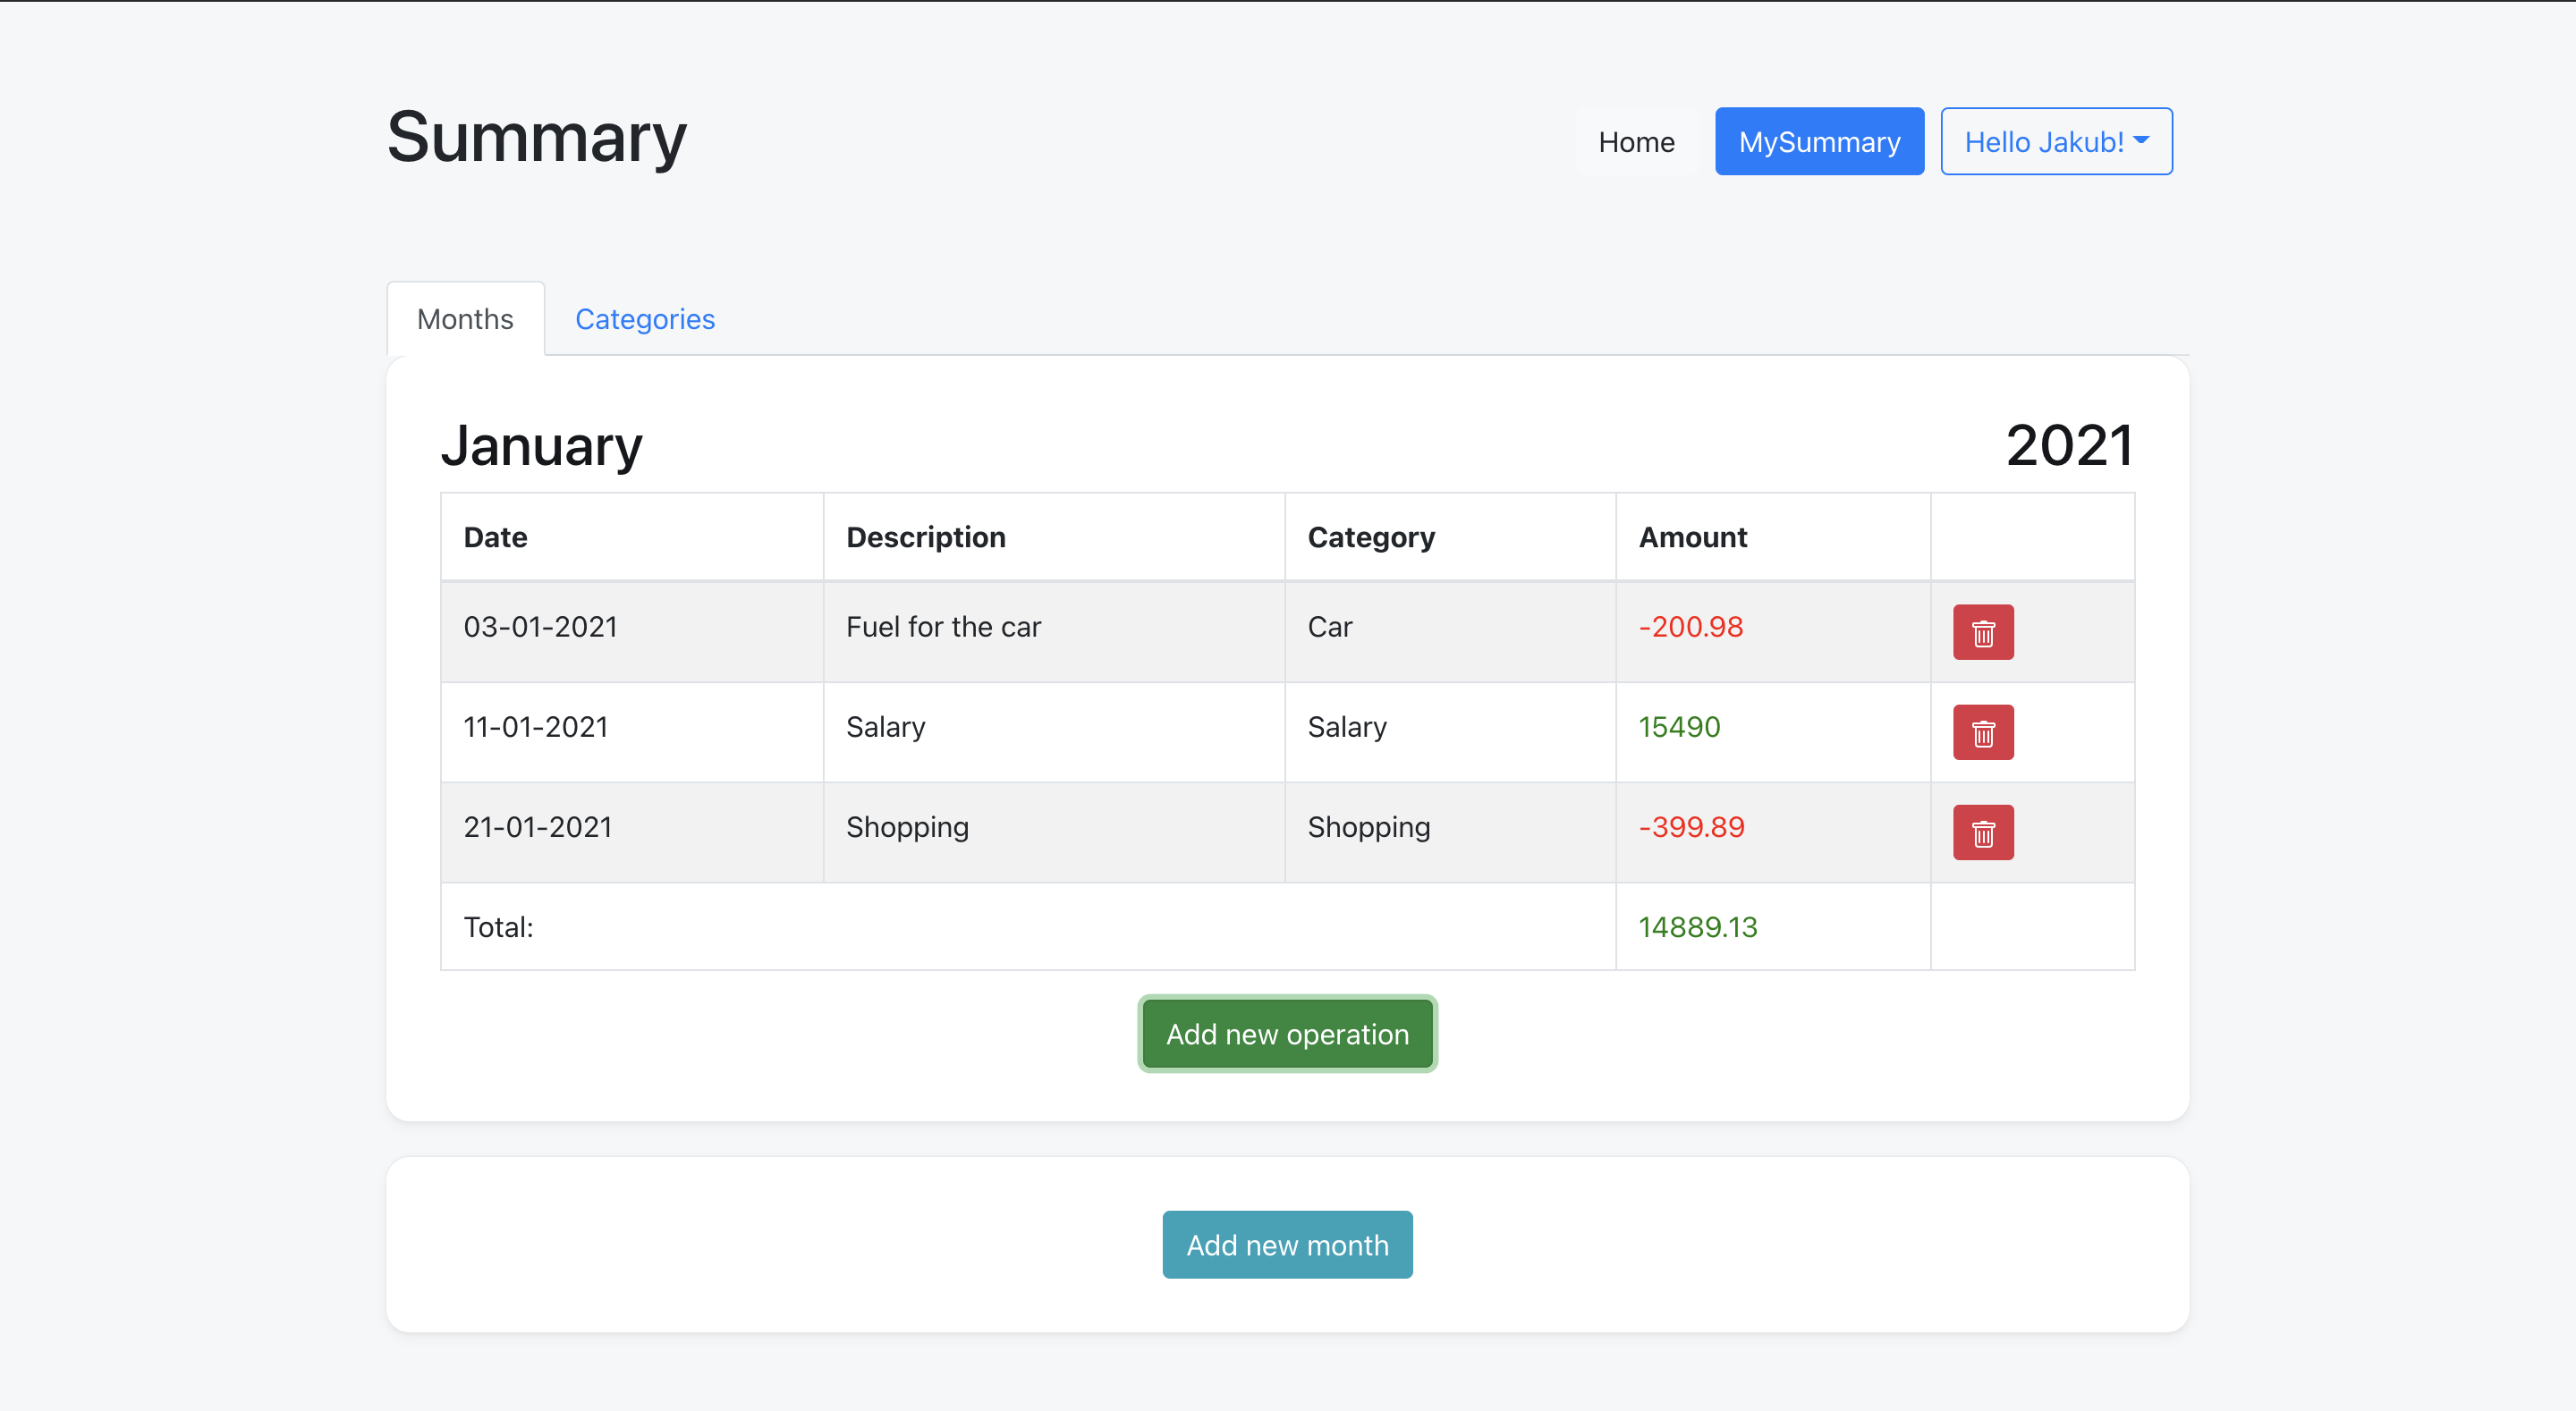 Summary
Home MySummary Hello Jakub!
Months Categories
January 2021
Date Description Category Amount
03-01-2021 Fuel for the car Car -200.98
11-01-2021 Salary Salary 15490
21-01-2021 Shopping Shopping -399.89
Total: 14889.13
Add new operation
Add new month